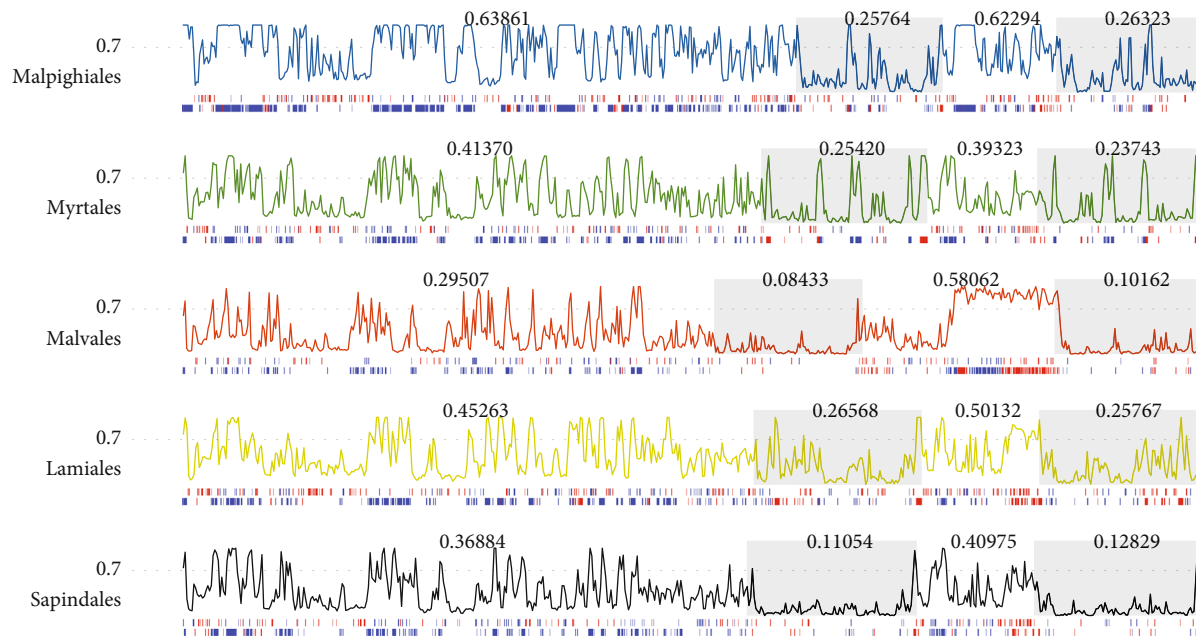 0.63861 0.25764 0.62294 0.26323
0.7
Malpighiales
0.41370 0.25420 0.39323 0.23743
0.7
Myrtales
0.29507 0.08433 0.58062 0.10162
0.7
Malvales
0.45263 0.26568 0.50132 0.25767
0.7
Lamiales
0.36884 0.11054 0.40975 0.12829
0.7
Sapindales